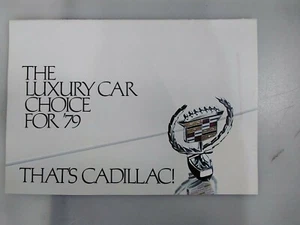 THE
LUXURY CAR
CHOICE
FOR '79
THAT'S CADILLAC!